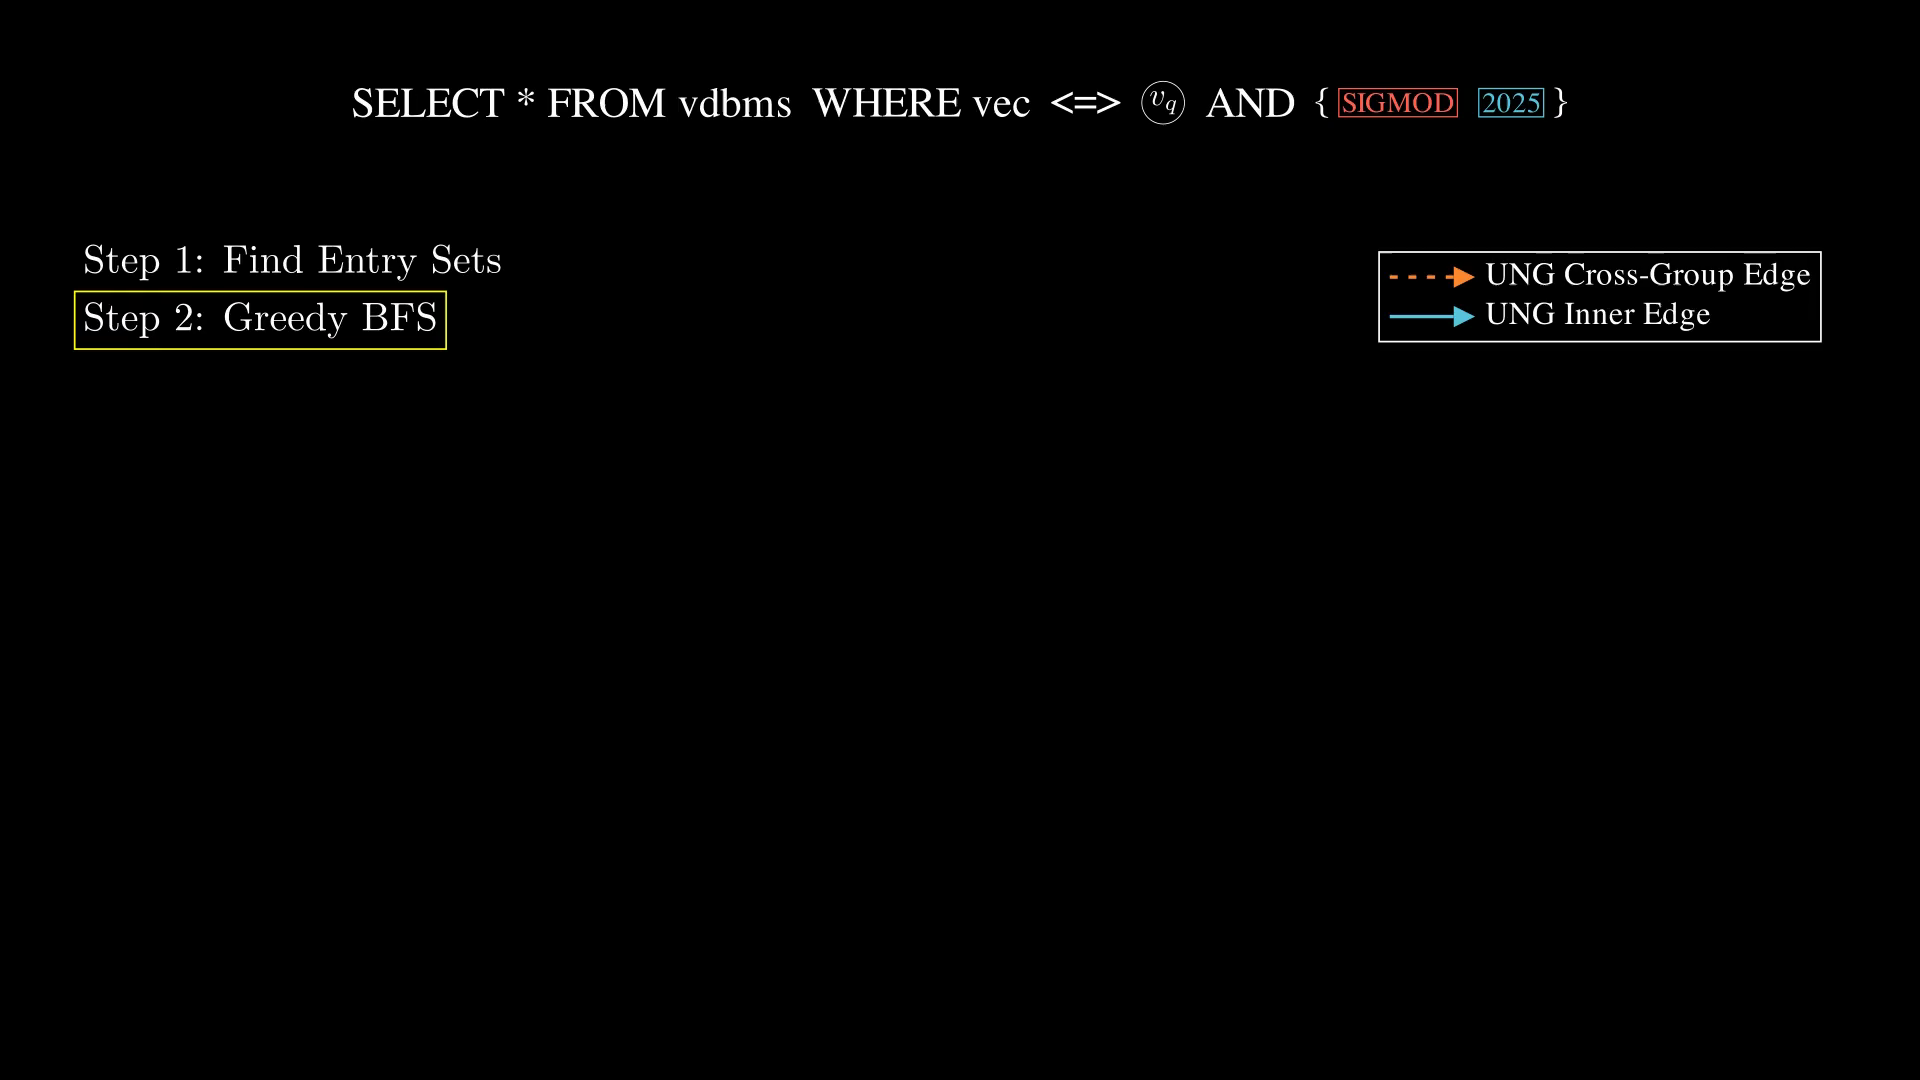 SELECT * FROM vdbms WHERE vec <=> v_q AND { SIGMOD 2025 }
Step 1: Find Entry Sets
Step 2: Greedy BFS
UNG Cross-Group Edge
UNG Inner Edge